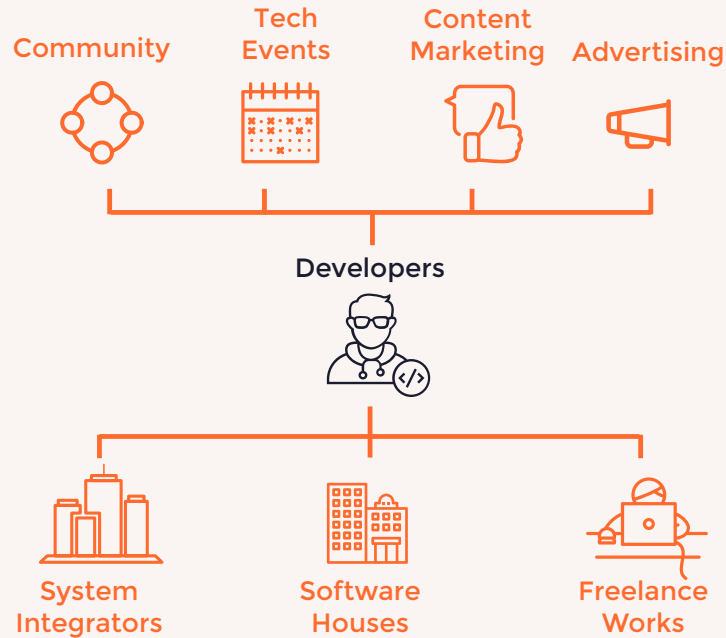 Community
Tech
Events
Content
Marketing
Advertising
Developers
</>
System
Integrators
Software
Houses
Freelance
Works